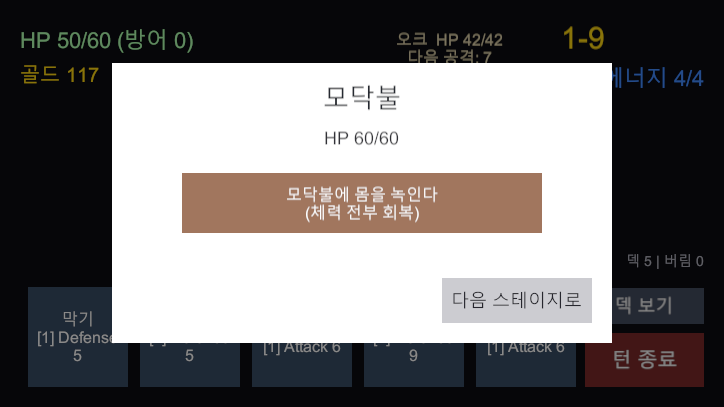 HP 50/60 (방어 0)
오크 HP 42/42
1-9
다음 공격: 7
골드 117
에너지 4/4
모닥불
HP 60/60
모닥불에 몸을 녹인다
(체력 전부 회복)
덱 5 | 버림 0
다음 스테이지로
덱 보기
막기
[1] Defense
5
5
[1] Attack 6
9
[1] Attack 6
턴 종료